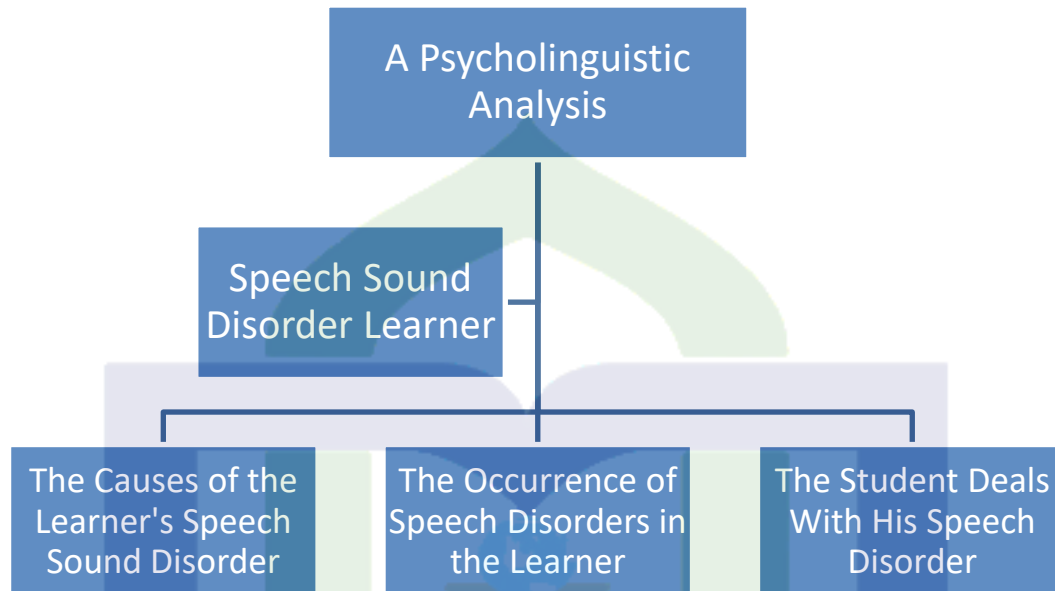 A Psycholinguistic
Analysis
Speech Sound
Disorder Learner
The Causes of the
Learner's Speech
Sound Disorder
The Occurrence of
Speech Disorders in
the Learner
The Student Deals
With His Speech
Disorder